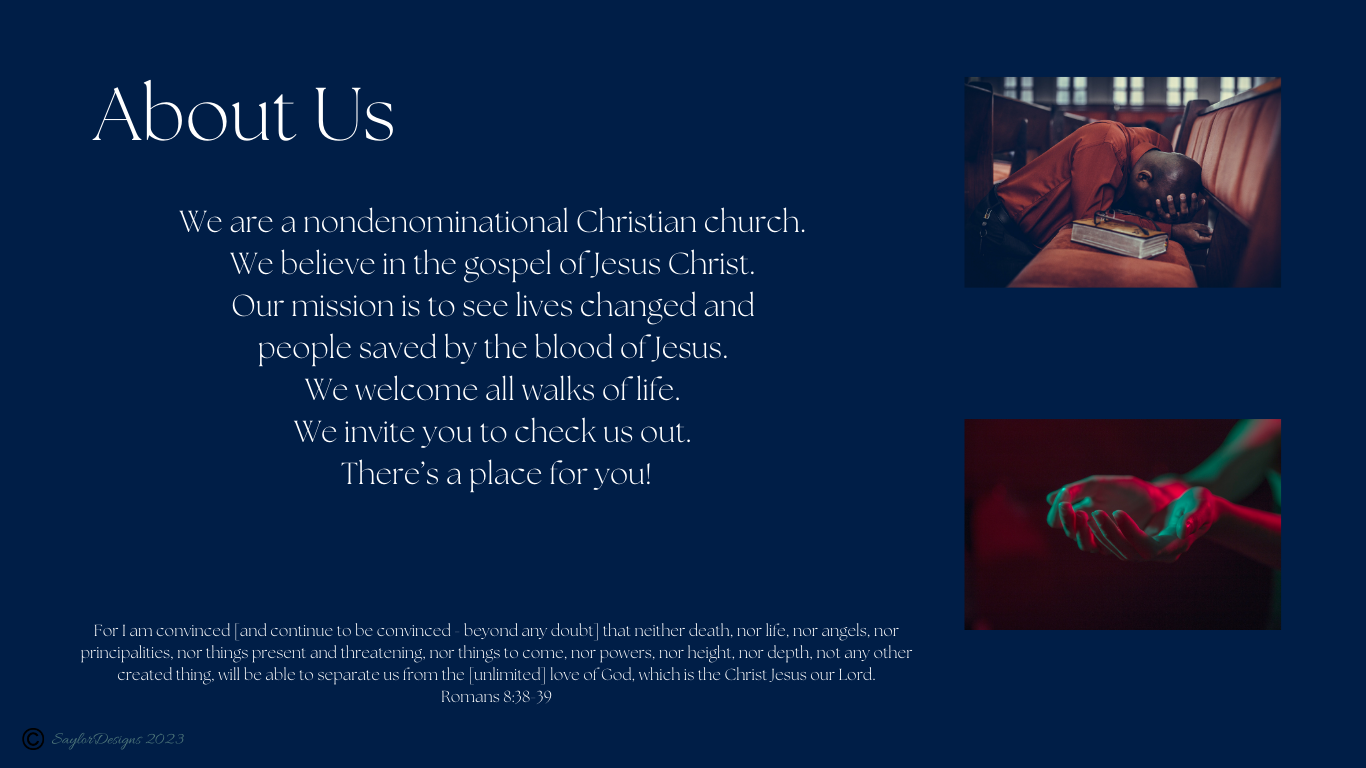 About Us
We are a nondenominational Christian church.
We believe in the gospel of Jesus Christ.
Our mission is to see lives changed and
people saved by the blood of Jesus.
We welcome all walks of life.
We invite you to check us out.
There's a place for you!
For I am convinced [and continue to be convinced - beyond any doubt] that neither death, nor life, nor angels, nor
principalities, nor things present and threatening, nor things to come, nor powers, nor height, nor depth, not any other
created thing, will be able to separate us from the [unlimited] love of God, which is the Christ Jesus our Lord.
Romans 8:38-39
© SaylorDesigns 2023